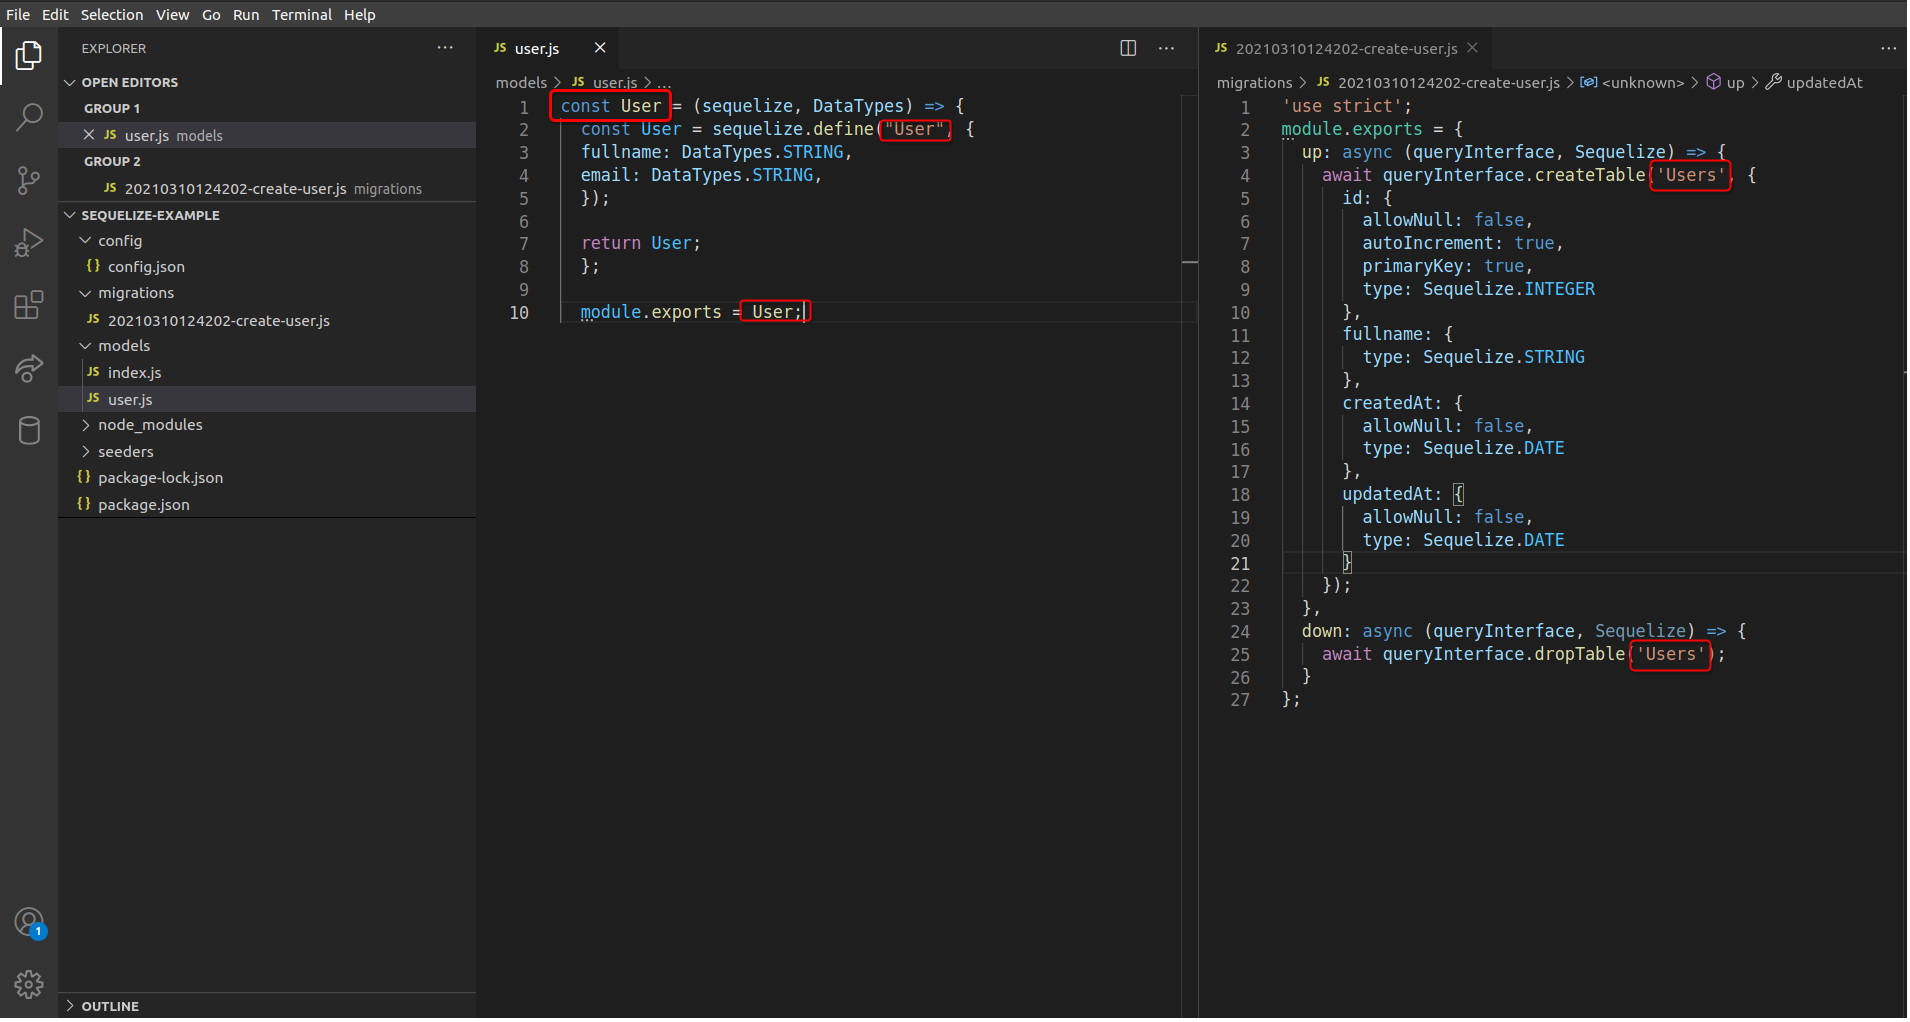 File Edit Selection View Go Run Terminal Help
EXPLORER ...
OPEN EDITORS
GROUP 1
JS user.js models
GROUP 2
JS 20210310124202-create-user.js migrations
SEQUELIZE-EXAMPLE
config
{} config.json
migrations
JS 20210310124202-create-user.js
models
JS index.js
JS user.js
node_modules
seeders
{} package-lock.json
{} package.json
1
OUTLINE
JS user.js
models > JS user.js > ...
1 const User = (sequelize, DataTypes) => {
2 const User = sequelize.define("User", {
3 fullname: DataTypes.STRING,
4 email: DataTypes.STRING,
5 });
6
7 return User;
8 };
9
10 module.exports = User;
JS 20210310124202-create-user.js
migrations > JS 20210310124202-create-user.js > <unknown> > up > updatedAt
1 'use strict';
2 module.exports = {
3 up: async (queryInterface, Sequelize) => {
4 await queryInterface.createTable('Users', {
5 id: {
6 allowNull: false,
7 autoIncrement: true,
8 primaryKey: true,
9 type: Sequelize.INTEGER
10 },
11 fullname: {
12 type: Sequelize.STRING
13 },
14 createdAt: {
15 allowNull: false,
16 type: Sequelize.DATE
17 },
18 updatedAt: {
19 allowNull: false,
20 type: Sequelize.DATE
21 }
22 });
23 },
24 down: async (queryInterface, Sequelize) => {
25 await queryInterface.dropTable('Users');
26 }
27 };